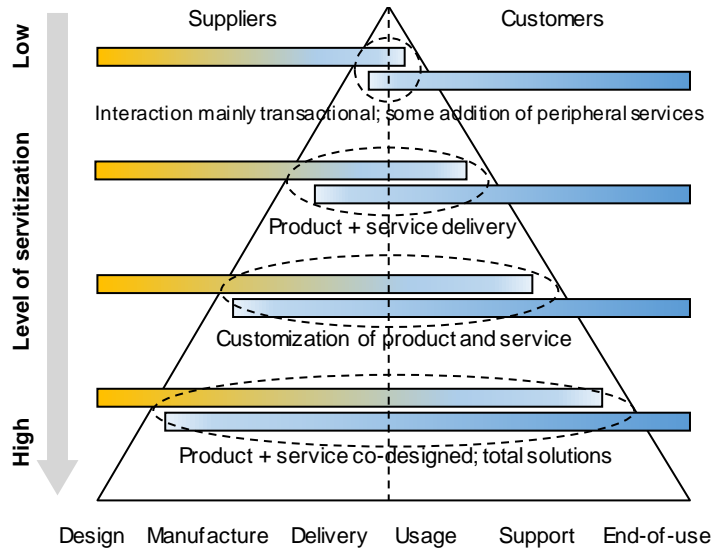 Suppliers
Customers
Low
Interaction mainly transactional; some addition of peripheral services
Level of servitization
Product + service delivery
Customization of product and service
High
Product + service co-designed; total solutions
Design Manufacture Delivery Usage Support End-of-use